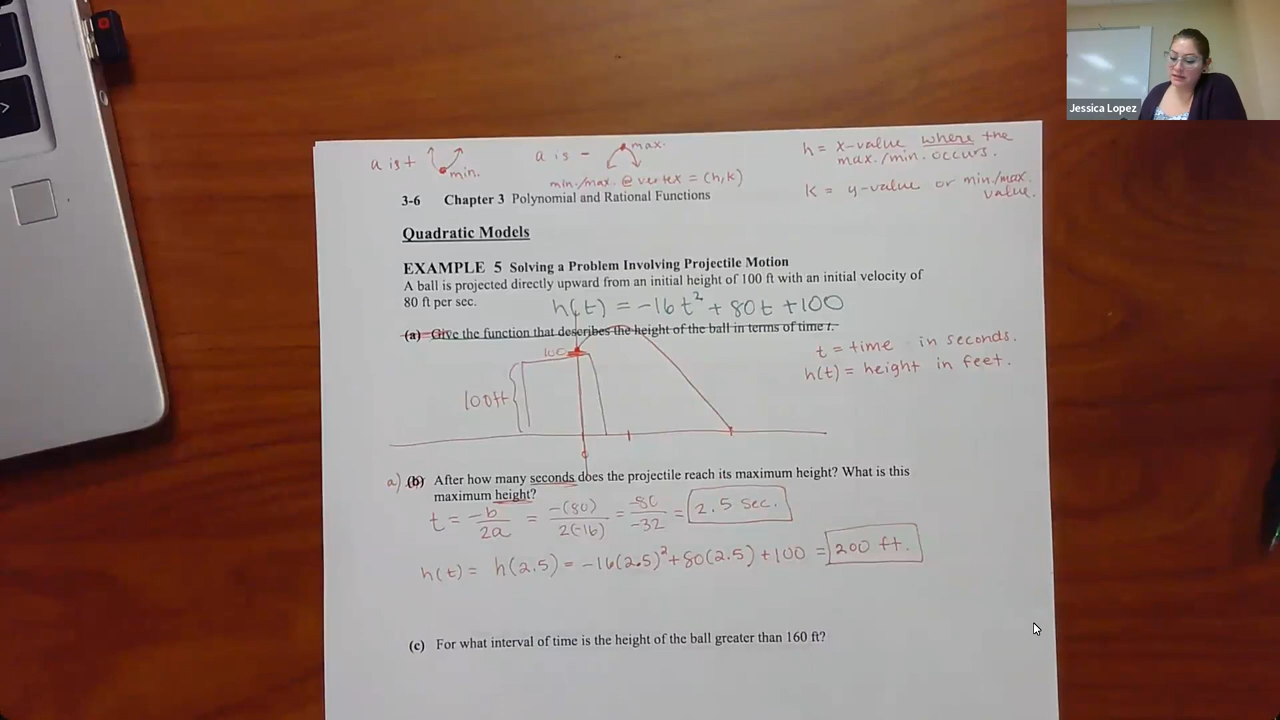 Jessica Lopez
a is + min.
a is - max.
min./max. @ vertex = (h,k)
h = x-value where the
max./min. occurs.
k = y-value or min./max.
value.
3-6 Chapter 3 Polynomial and Rational Functions
Quadratic Models
EXAMPLE 5 Solving a Problem Involving Projectile Motion
A ball is projected directly upward from an initial height of 100 ft with an initial velocity of
80 ft per sec.
h(t) = -16t² + 80t + 100
(a) Give the function that describes the height of the ball in terms of time t.
t = time in seconds.
h(t) = height in feet.
100
100ft
a) (b) After how many seconds does the projectile reach its maximum height? What is this
maximum height?
t = -b/2a = -(80)/2(-16) = -80/-32 = 2.5 sec.
h(t) = h(2.5) = -16(2.5)² + 80(2.5) + 100 = 200 ft.
(c) For what interval of time is the height of the ball greater than 160 ft?